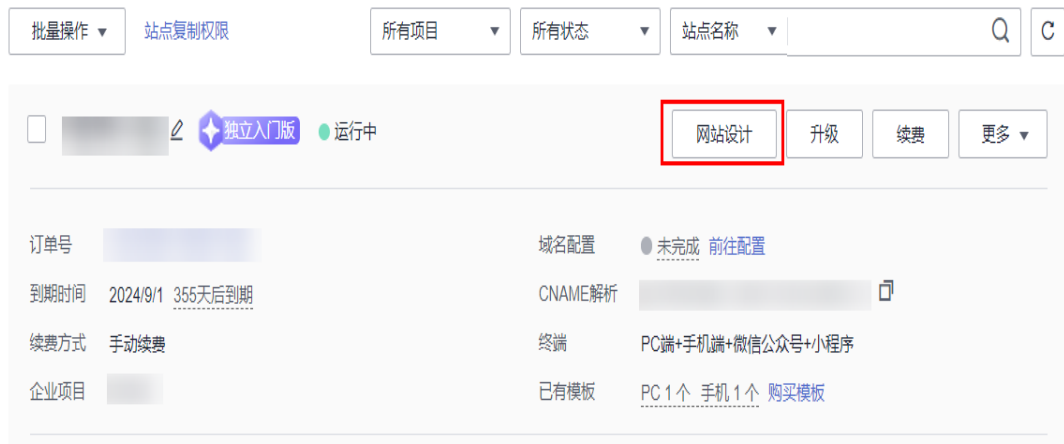 批量操作 站点复制权限 所有项目 所有状态 站点名称
独立入门版 运行中 网站设计 升级 续费 更多
订单号 域名配置 未完成 前往配置
到期时间 2024/9/1 355天后到期 CNAME解析
续费方式 手动续费 终端 PC端+手机端+微信公众号+小程序
企业项目 已有模板 PC 1 个 手机 1 个 购买模板